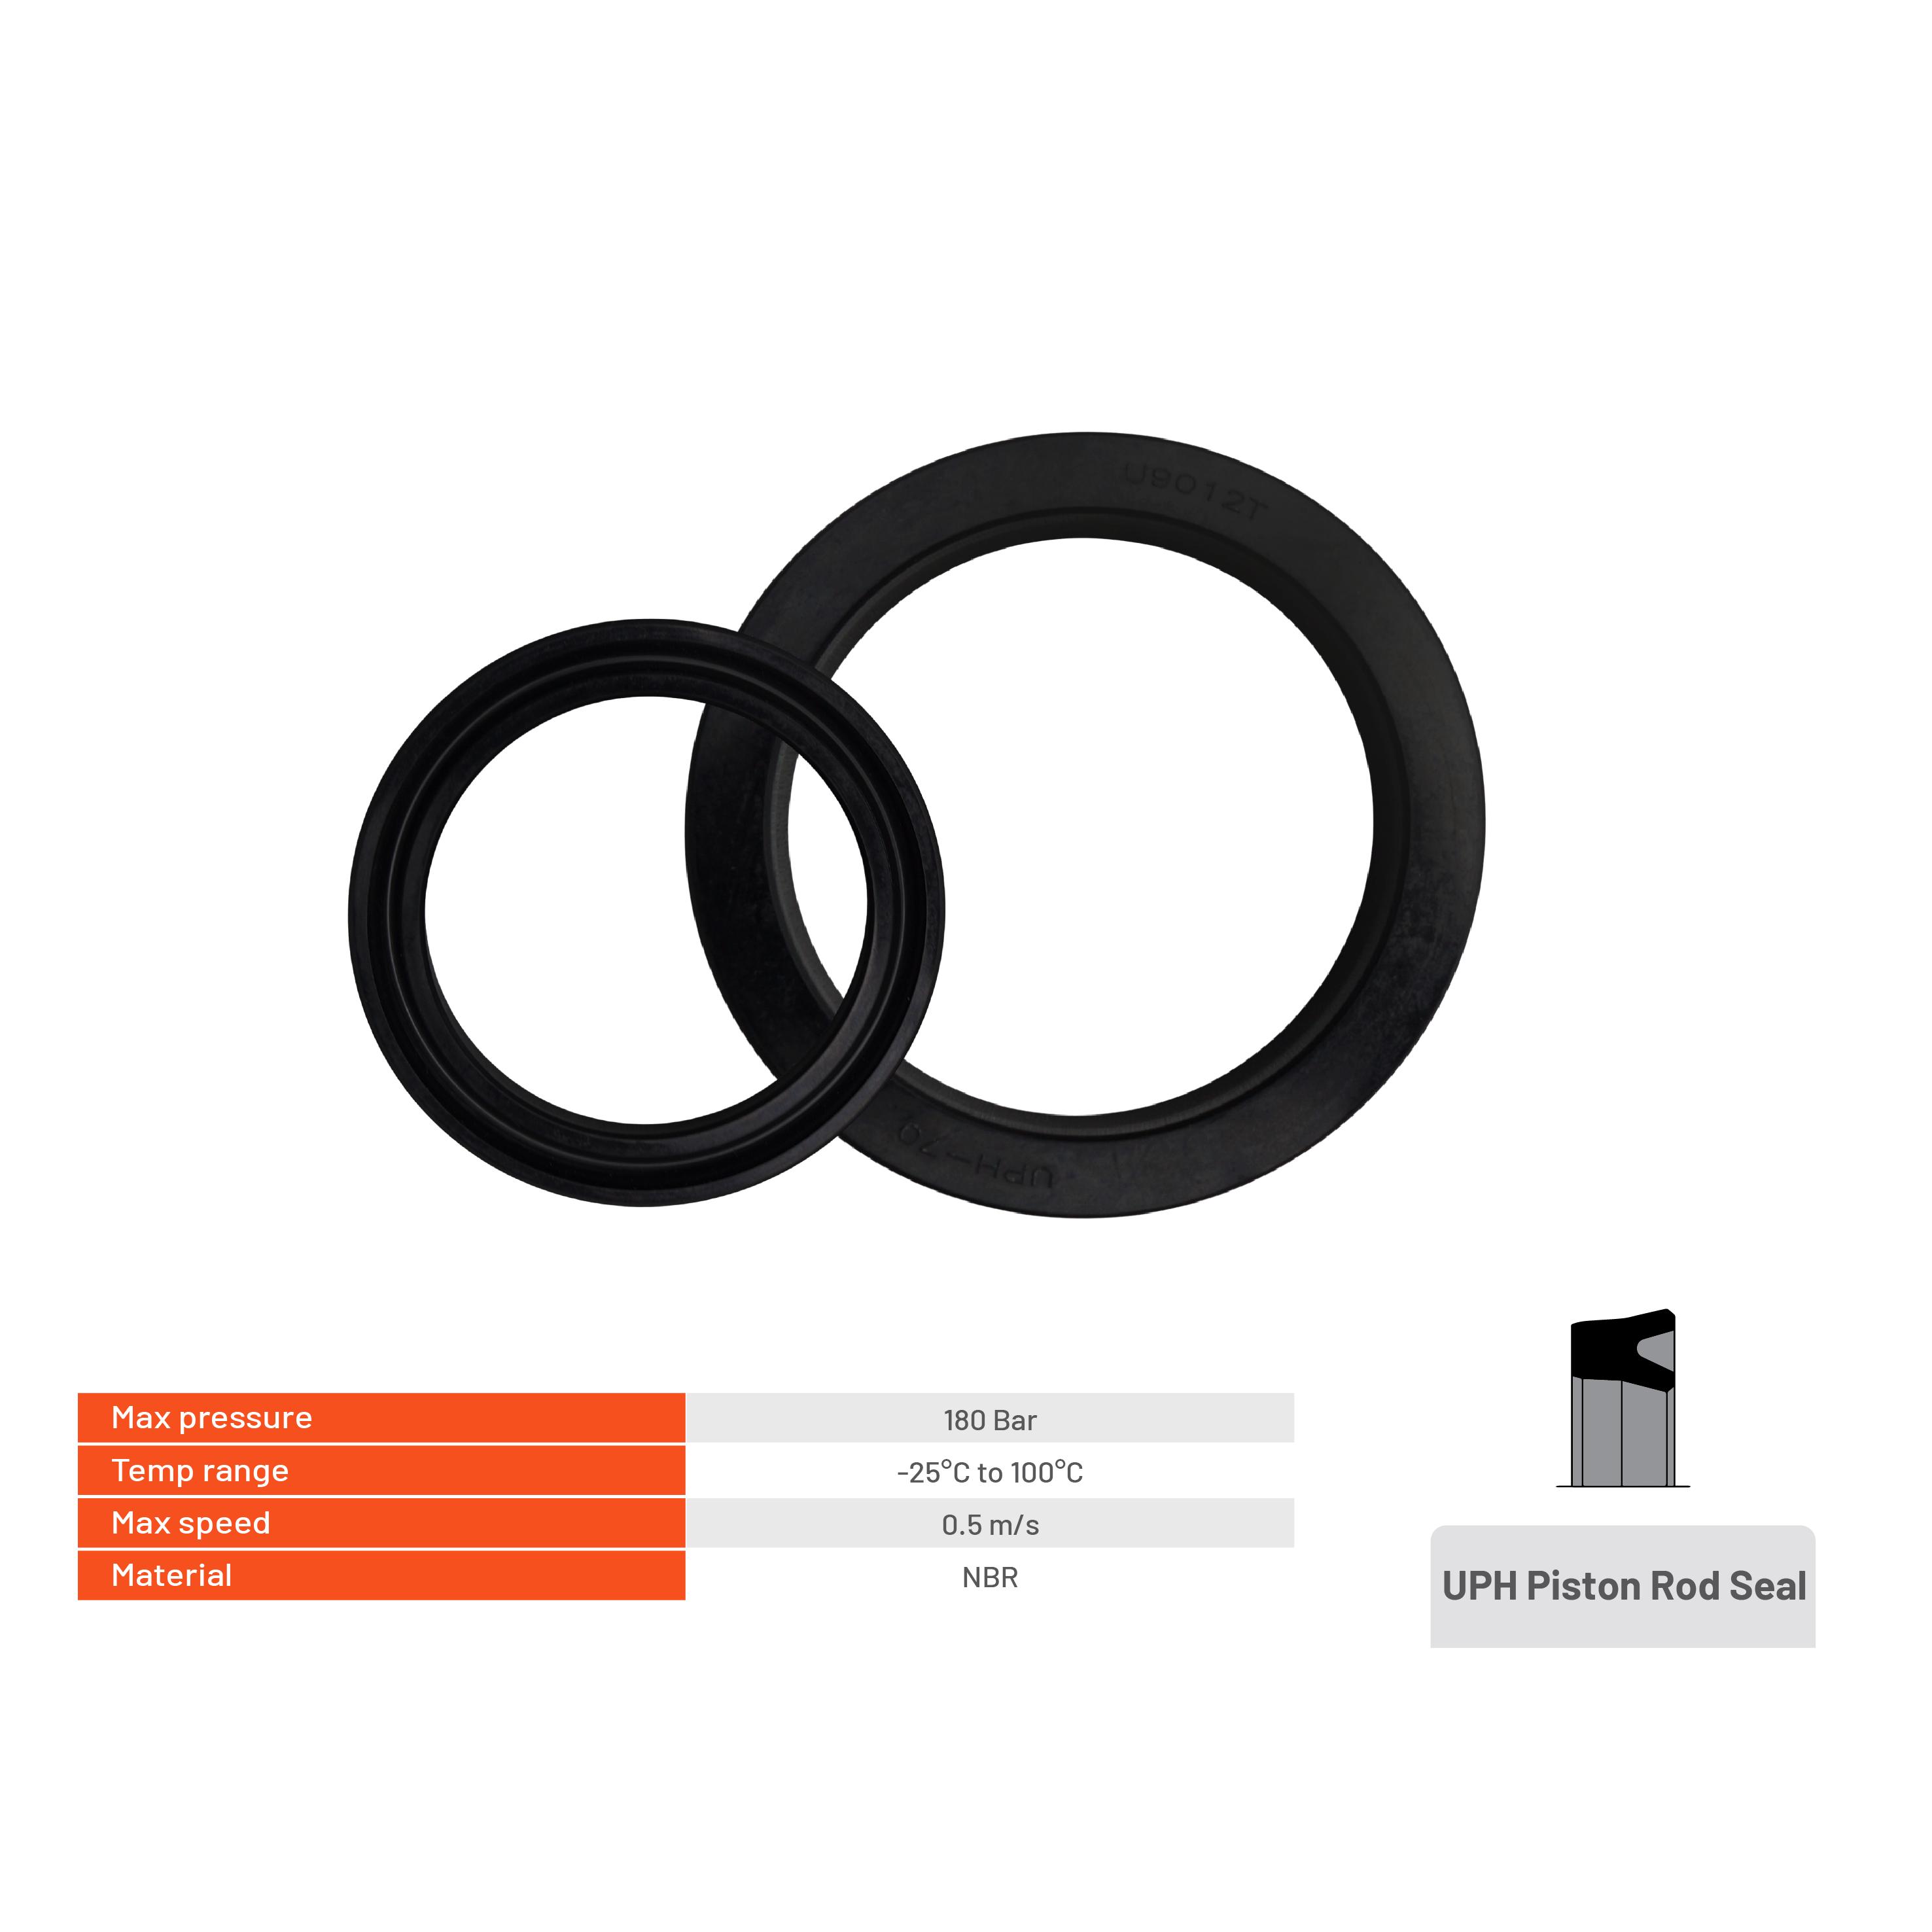 U9012T
UPH-70
Max pressure 180 Bar
Temp range -25°C to 100°C
Max speed 0.5 m/s
Material NBR
UPH Piston Rod Seal